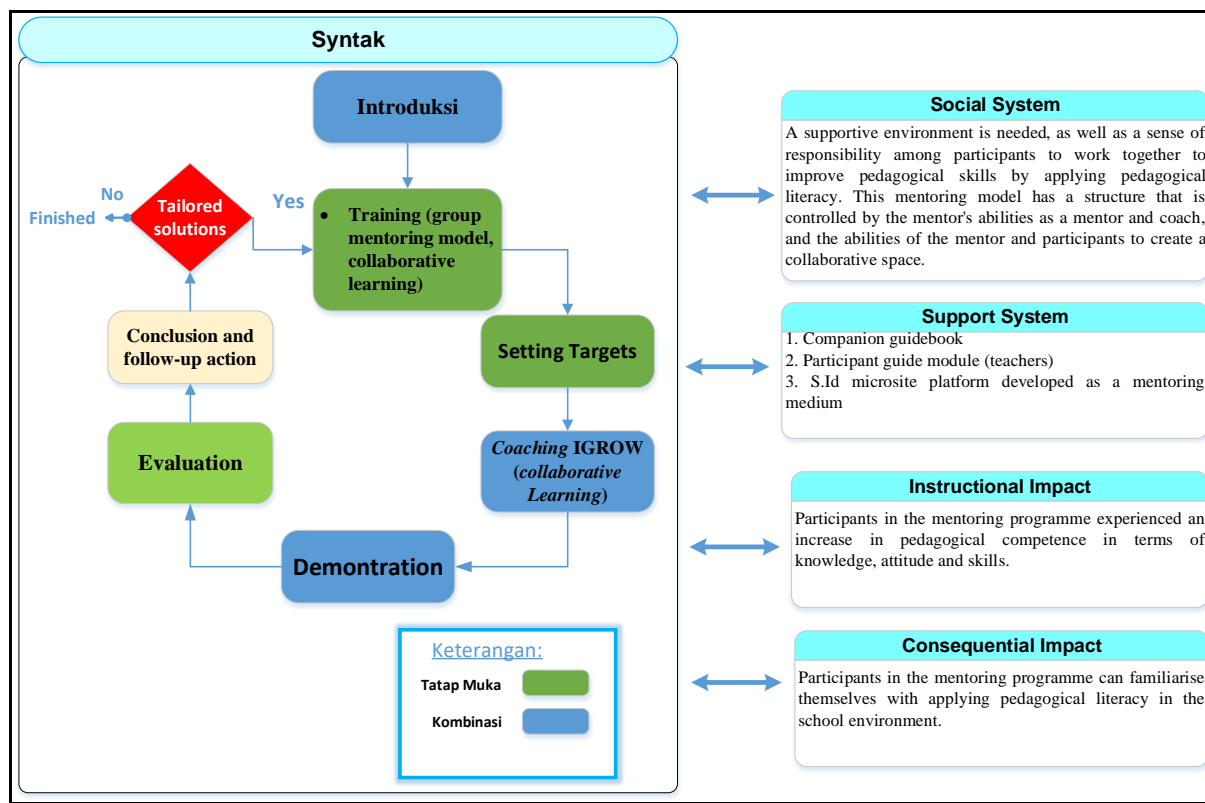 Syntak
Introduksi
No
Finished
Tailored
solutions
Yes
• Training (group
mentoring model,
collaborative
learning)
Setting Targets
Conclusion and
follow-up action
Coaching IGROW
(collaborative
Learning)
Evaluation
Demontration
Keterangan:
Tatap Muka
Kombinasi
Social System
A supportive environment is needed, as well as a sense of
responsibility among participants to work together to
improve pedagogical skills by applying pedagogical
literacy. This mentoring model has a structure that is
controlled by the mentor's abilities as a mentor and coach,
and the abilities of the mentor and participants to create a
collaborative space.
Support System
1. Companion guidebook
2. Participant guide module (teachers)
3. S.Id microsite platform developed as a mentoring
medium
Instructional Impact
Participants in the mentoring programme experienced an
increase in pedagogical competence in terms of
knowledge, attitude and skills.
Consequential Impact
Participants in the mentoring programme can familiarise
themselves with applying pedagogical literacy in the
school environment.